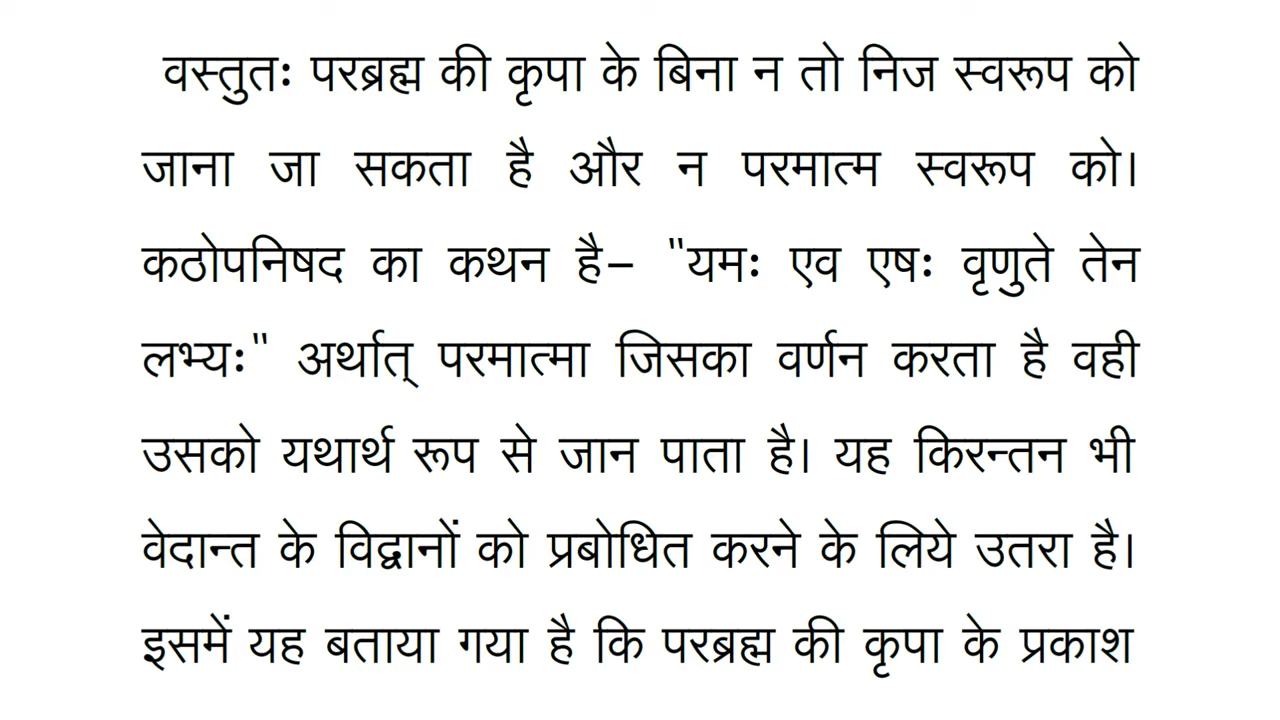 वस्तुतः परब्रह्म की कृपा के बिना न तो निज स्वरूप को
जाना जा सकता है और न परमात्म स्वरूप को।
कठोपनिषद का कथन है– "यमः एव एषः वृणुते तेन
लभ्यः" अर्थात् परमात्मा जिसका वर्णन करता है वही
उसको यथार्थ रूप से जान पाता है। यह किरन्तन भी
वेदान्त के विद्वानों को प्रबोधित करने के लिये उतरा है।
इसमें यह बताया गया है कि परब्रह्म की कृपा के प्रकाश